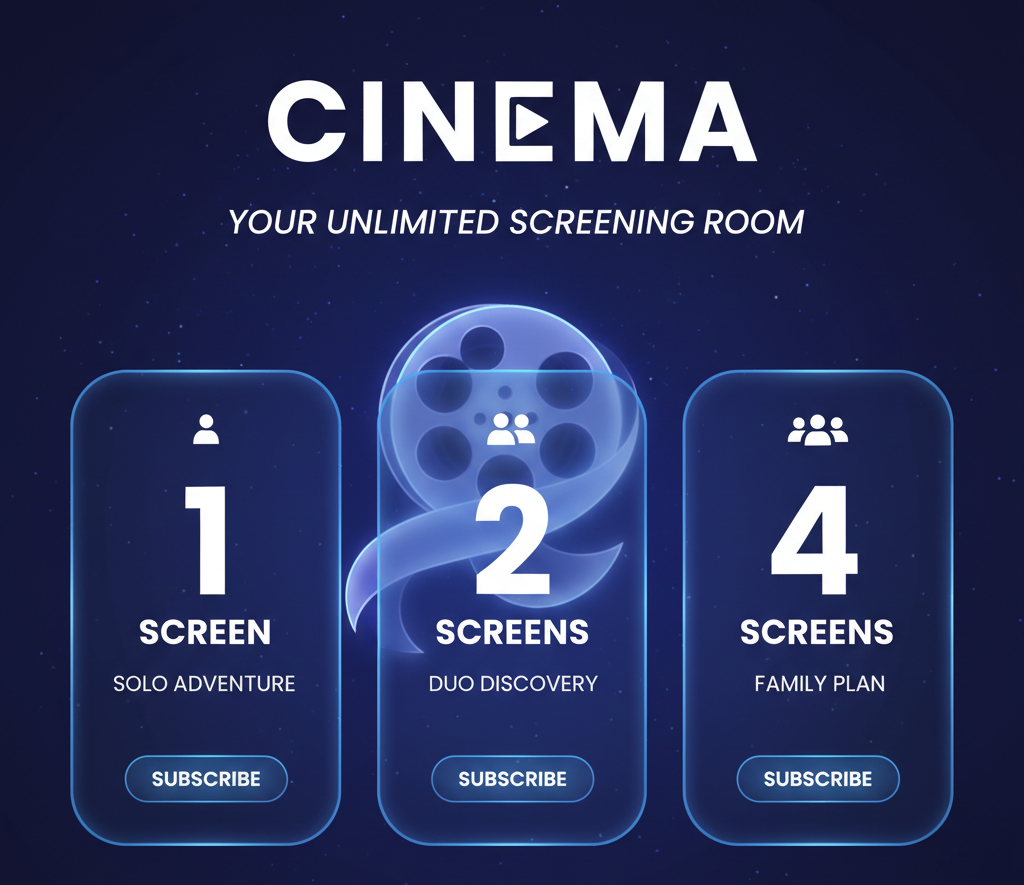 CINEMA
YOUR UNLIMITED SCREENING ROOM
1
SCREEN
SOLO ADVENTURE
SUBSCRIBE
2
SCREENS
DUO DISCOVERY
SUBSCRIBE
4
SCREENS
FAMILY PLAN
SUBSCRIBE